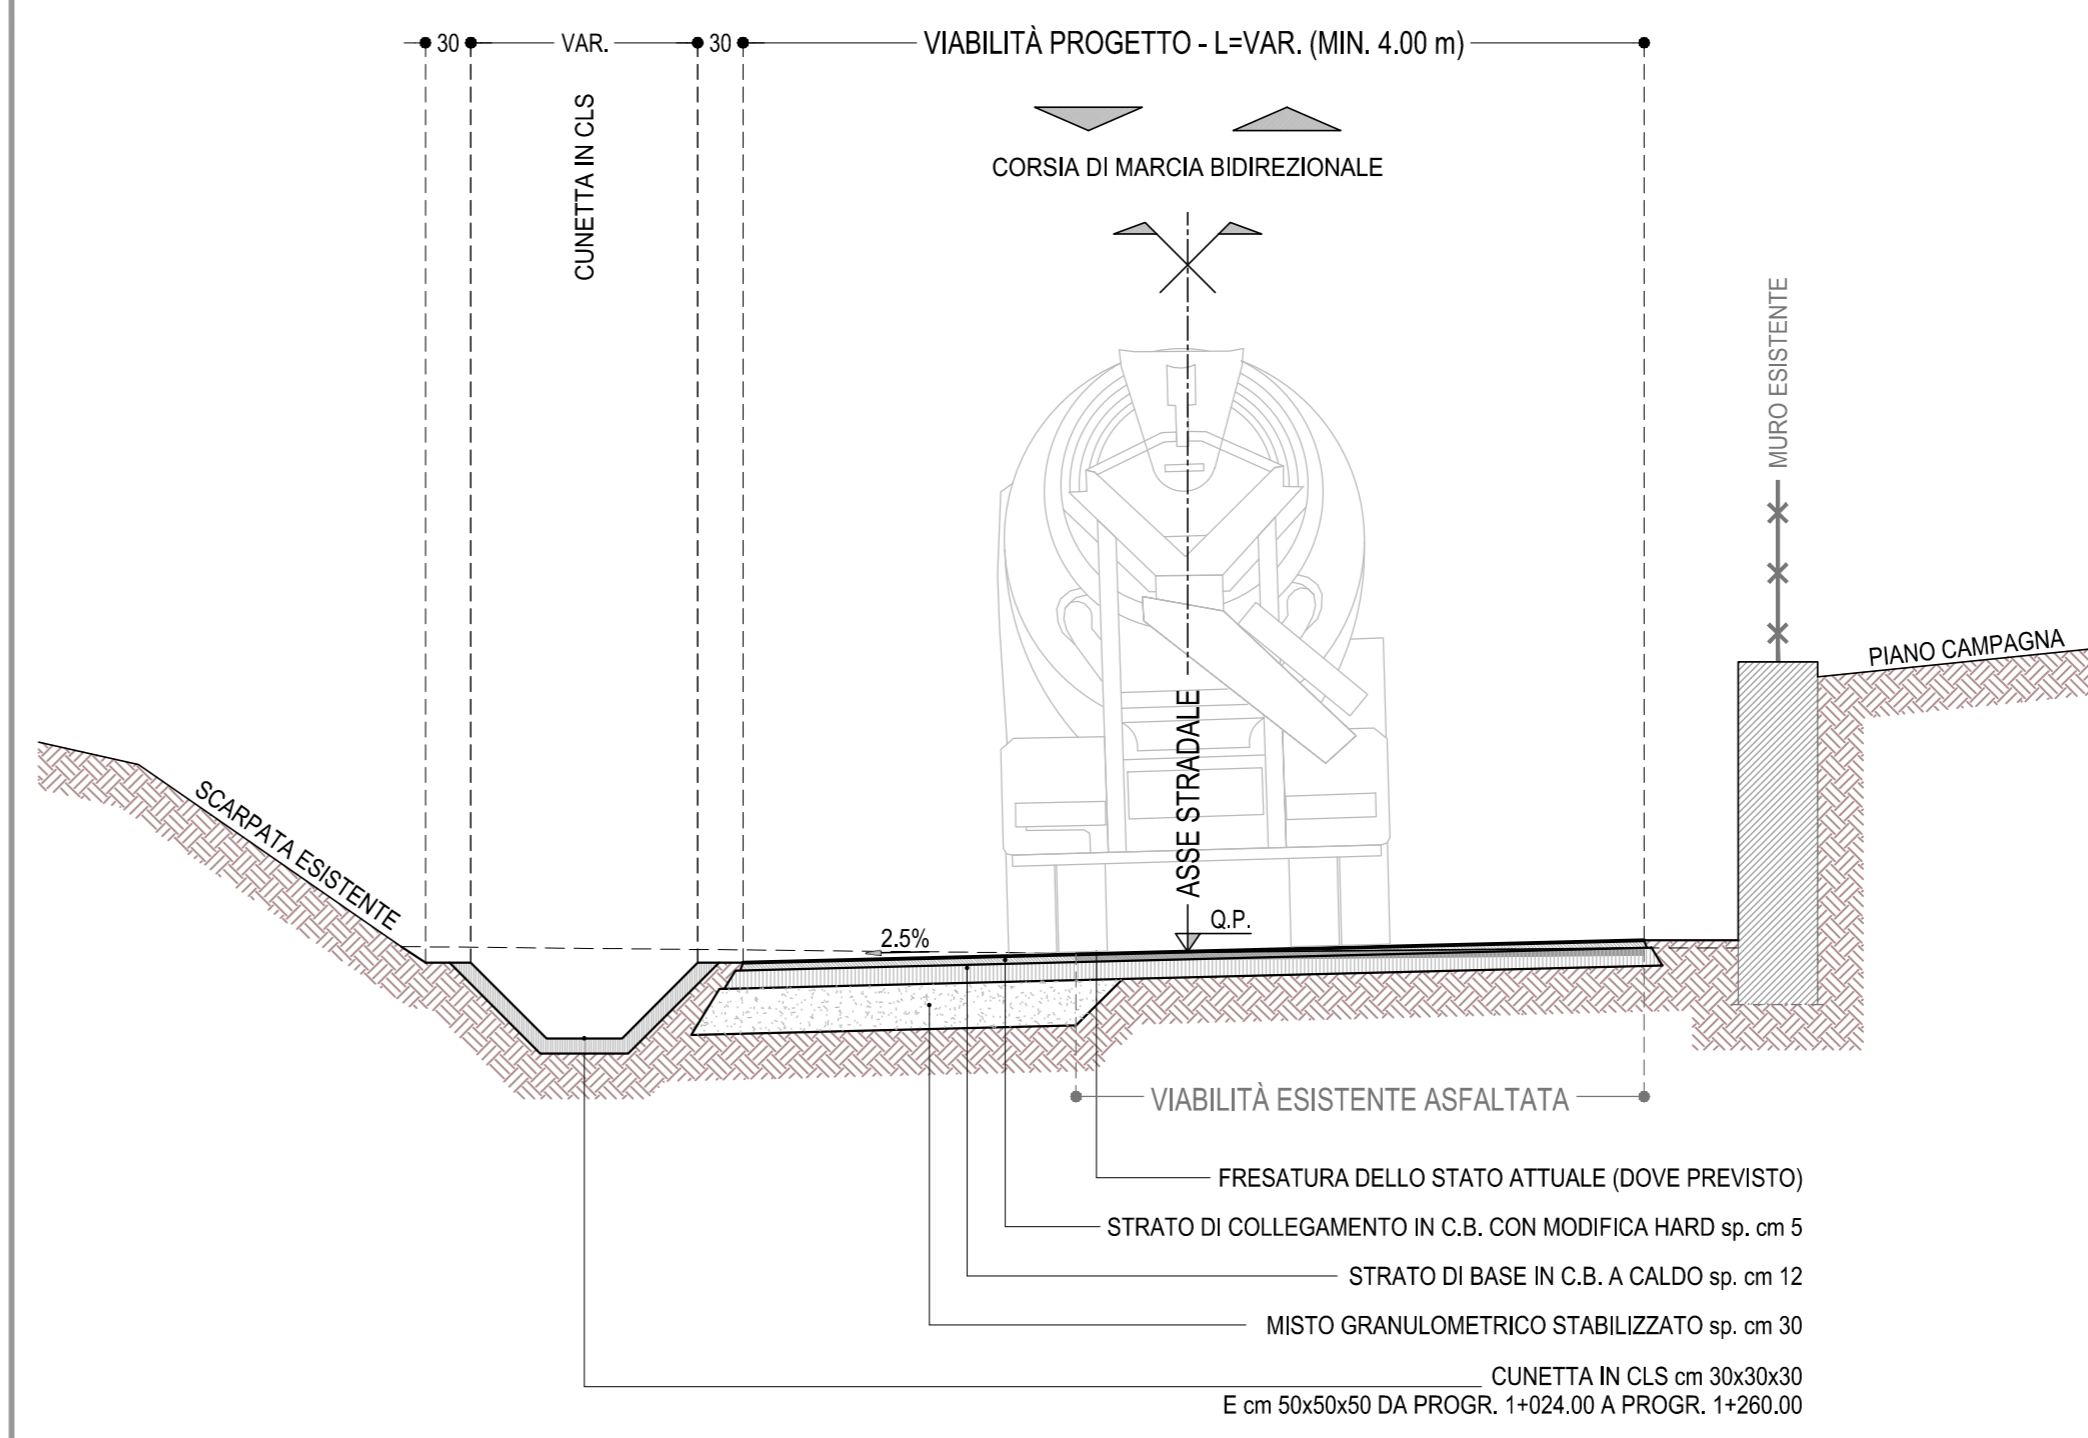 30
VAR.
30
VIABILITÀ PROGETTO - L=VAR. (MIN. 4.00 m)
CUNETTA IN CLS
CORSIA DI MARCIA BIDIREZIONALE
MURO ESISTENTE
PIANO CAMPAGNA
ASSE STRADALE
SCARPATA ESISTENTE
Q.P.
2.5%
VIABILITÀ ESISTENTE ASFALTATA
FRESATURA DELLO STATO ATTUALE (DOVE PREVISTO)
STRATO DI COLLEGAMENTO IN C.B. CON MODIFICA HARD sp. cm 5
STRATO DI BASE IN C.B. A CALDO sp. cm 12
MISTO GRANULOMETRICO STABILIZZATO sp. cm 30
CUNETTA IN CLS cm 30x30x30
E cm 50x50x50 DA PROGR. 1+024.00 A PROGR. 1+260.00